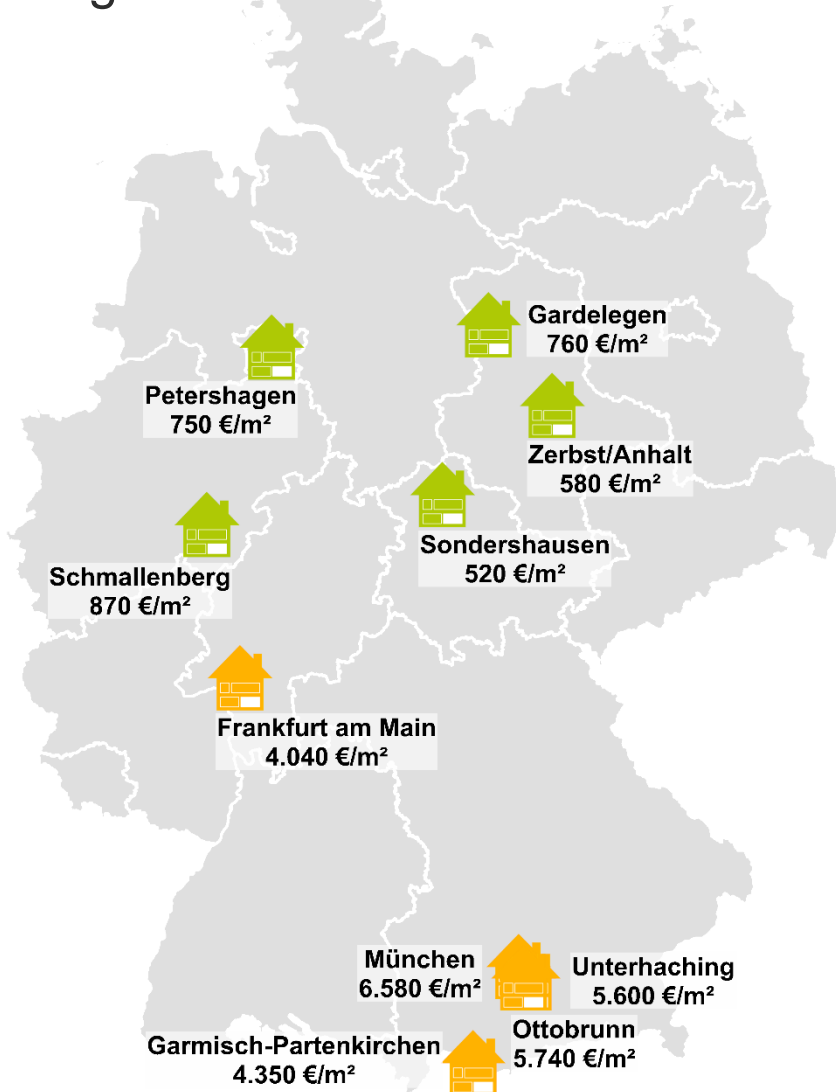 g
Gardelegen
760 €/m²
Petershagen
750 €/m²
Zerbst/Anhalt
580 €/m²
Sondershausen
520 €/m²
Schmallenberg
870 €/m²
Frankfurt am Main
4.040 €/m²
München
6.580 €/m²
Unterhaching
5.600 €/m²
Ottobrunn
5.740 €/m²
Garmisch-Partenkirchen
4.350 €/m²